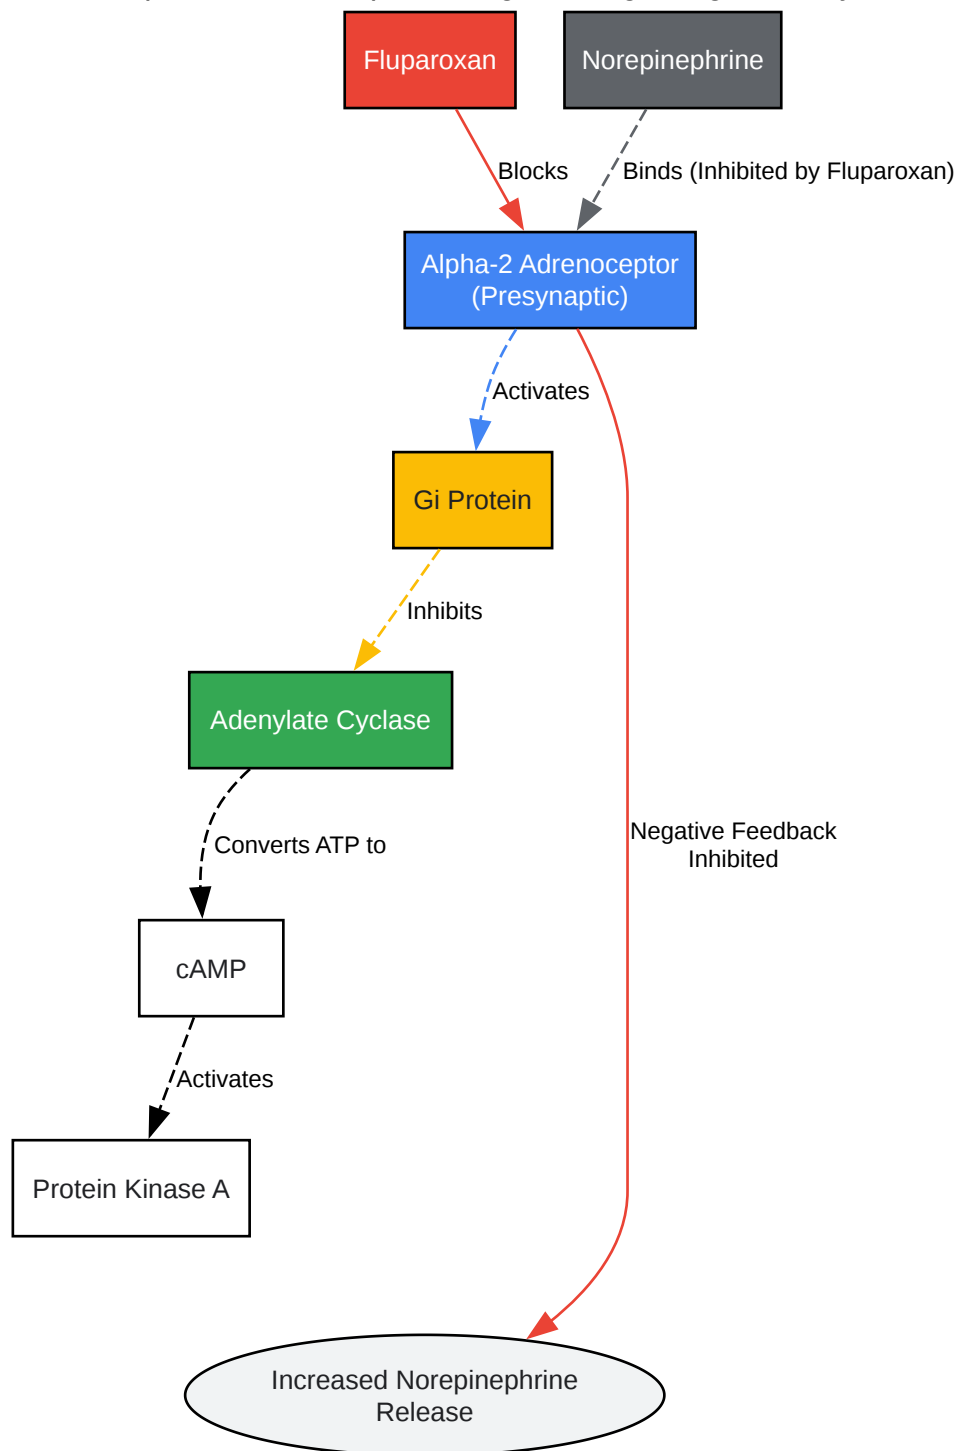 Fluparoxan
Norepinephrine
Blocks
Binds (Inhibited by Fluparoxan)
Alpha-2 Adrenoceptor
(Presynaptic)
Activates
Gi Protein
Inhibits
Adenylate Cyclase
Converts ATP to
Negative Feedback
Inhibited
cAMP
Activates
Protein Kinase A
Increased Norepinephrine
Release